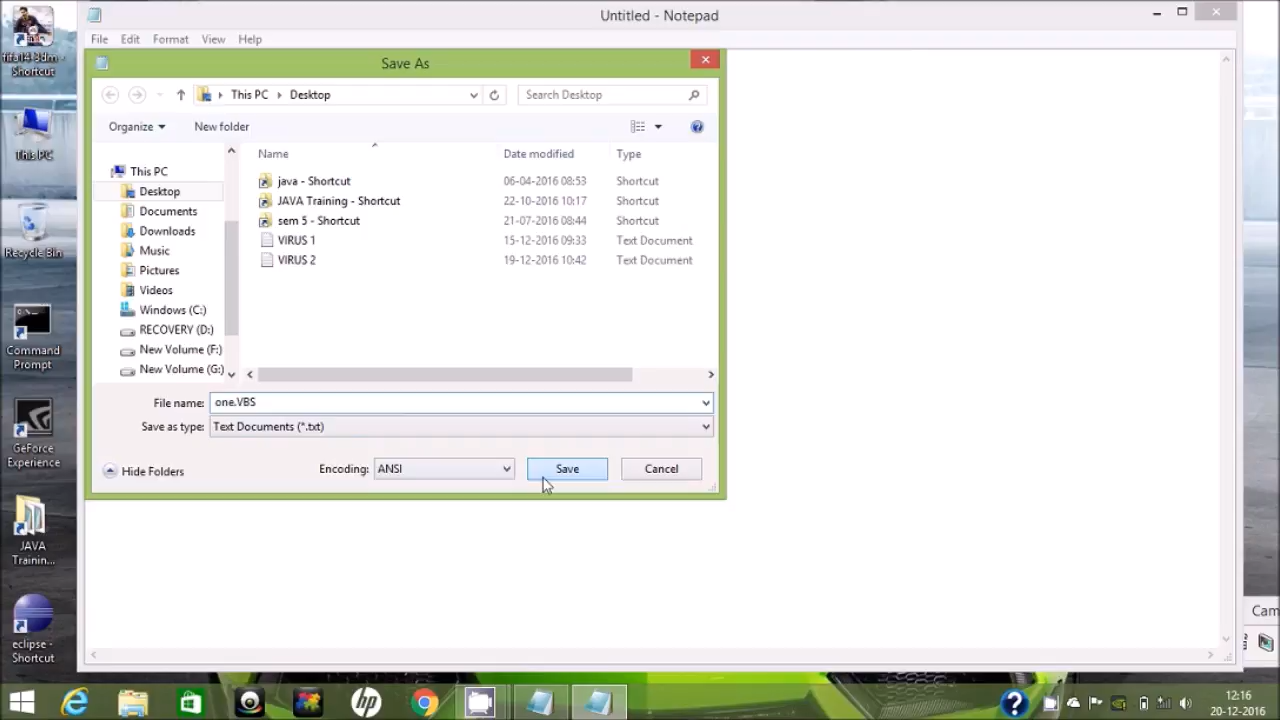 Untitled - Notepad
File Edit Format View Help
Save As
This PC Desktop
Search Desktop
Organize New folder
Name Date modified Type
This PC
Desktop
Documents
Downloads
Music
Pictures
Videos
Windows (C:)
RECOVERY (D:)
New Volume (F:)
New Volume (G:)
java - Shortcut 06-04-2016 08:53 Shortcut
JAVA Training - Shortcut 22-10-2016 10:17 Shortcut
sem 5 - Shortcut 21-07-2016 08:44 Shortcut
VIRUS 1 15-12-2016 09:33 Text Document
VIRUS 2 19-12-2016 10:42 Text Document
File name: one.VBS
Save as type: Text Documents (*.txt)
Hide Folders
Encoding: ANSI
Save Cancel
Shortcut
This PC
Recycle Bin
Command
Prompt
GeForce
Experience
JAVA
Trainin...
eclipse -
Shortcut
Cam
hp
12:16
20-12-2016